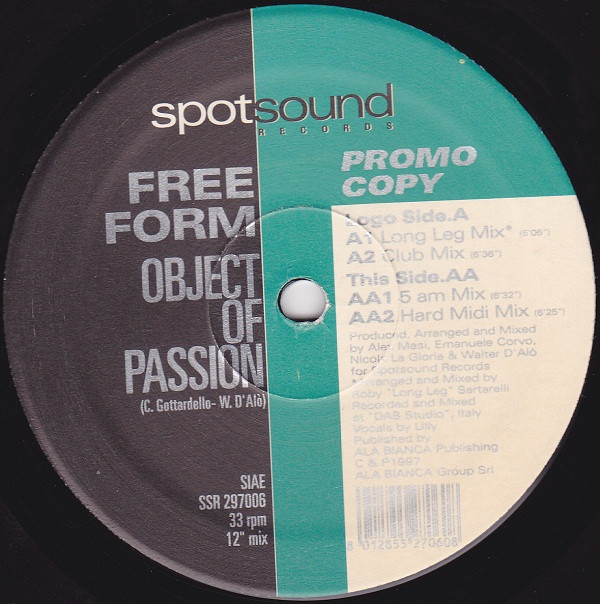 spotsound
RECORDS
FREE
FORM
OBJECT
OF
PASSION
(C. Gottardello- W. D'Alò)
SIAE
SSR 297006
33 rpm
12" mix
PROMO
COPY
Logo Side.A
A1 Long Leg Mix* (5'06")
A2 Club Mix (6'36")
This Side.AA
AA1 5 am Mix (6'32")
AA2 Hard Midi Mix (6'25")
Produced, Arranged and Mixed
by Alex Masi, Emanuele Corvo,
Nicola La Gloria & Walter D'Alò
for Spotsound Records
*Arranged and Mixed by
Roby "Long Leg" Sartarelli
Recorded and Mixed
at "DAB Studio", Italy
Vocals by Lilly
Published by
ALA BIANCA Publishing
C & P1997
ALA BIANCA Group Srl
8 012855 270608